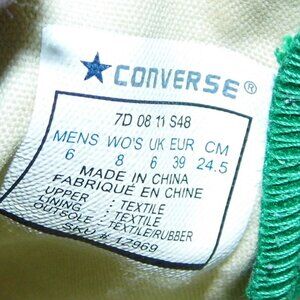 CONVERSE®
7D 08 11 S48
MENS WO'S UK EUR CM
6 8 6 39 24.5
MADE IN CHINA
FABRIQUÉ EN CHINE
UPPER : TEXTILE
LINING : TEXTILE
OUTSOLE : TEXTILE/RUBBER
SKU # 12969